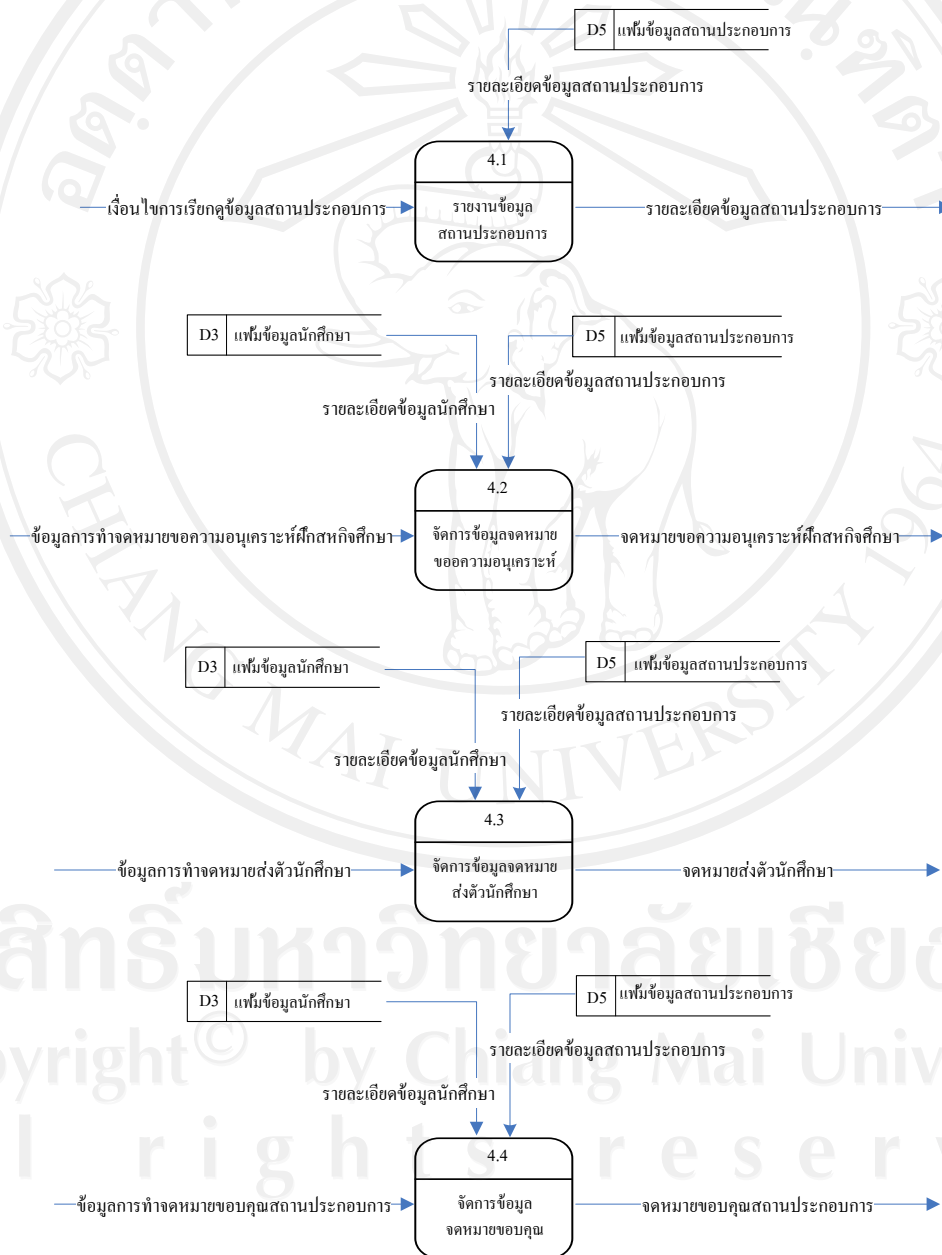 D5 แฟ้มข้อมูลสถานประกอบการ
รายละเอียดข้อมูลสถานประกอบการ
4.1
เงื่อนไขการเรียกดูข้อมูลสถานประกอบการ
รายงานข้อมูล
สถานประกอบการ
รายละเอียดข้อมูลสถานประกอบการ
D3 แฟ้มข้อมูลนักศึกษา
D5 แฟ้มข้อมูลสถานประกอบการ
รายละเอียดข้อมูลสถานประกอบการ
รายละเอียดข้อมูลนักศึกษา
4.2
ข้อมูลการทำจดหมายขอความอนุเคราะห์ฝึกสหกิจศึกษา
จัดการข้อมูลจดหมาย
ขออความอนุเคราะห์
จดหมายขอความอนุเคราะห์ฝึกสหกิจศึกษา
D3 แฟ้มข้อมูลนักศึกษา
D5 แฟ้มข้อมูลสถานประกอบการ
รายละเอียดข้อมูลสถานประกอบการ
รายละเอียดข้อมูลนักศึกษา
4.3
ข้อมูลการทำจดหมายส่งตัวนักศึกษา
จัดการข้อมูลจดหมาย
ส่งตัวนักศึกษา
จดหมายส่งตัวนักศึกษา
D3 แฟ้มข้อมูลนักศึกษา
D5 แฟ้มข้อมูลสถานประกอบการ
รายละเอียดข้อมูลสถานประกอบการ
รายละเอียดข้อมูลนักศึกษา
4.4
ข้อมูลการทำจดหมายขอบคุณสถานประกอบการ
จัดการข้อมูล
จดหมายขอบคุณ
จดหมายขอบคุณสถานประกอบการ
CHIANG MAI UNIVERSITY 1964
สิทธิ์มหาวิทยาลัยเชียง
pyright © by Chiang Mai Univ
l rights reser